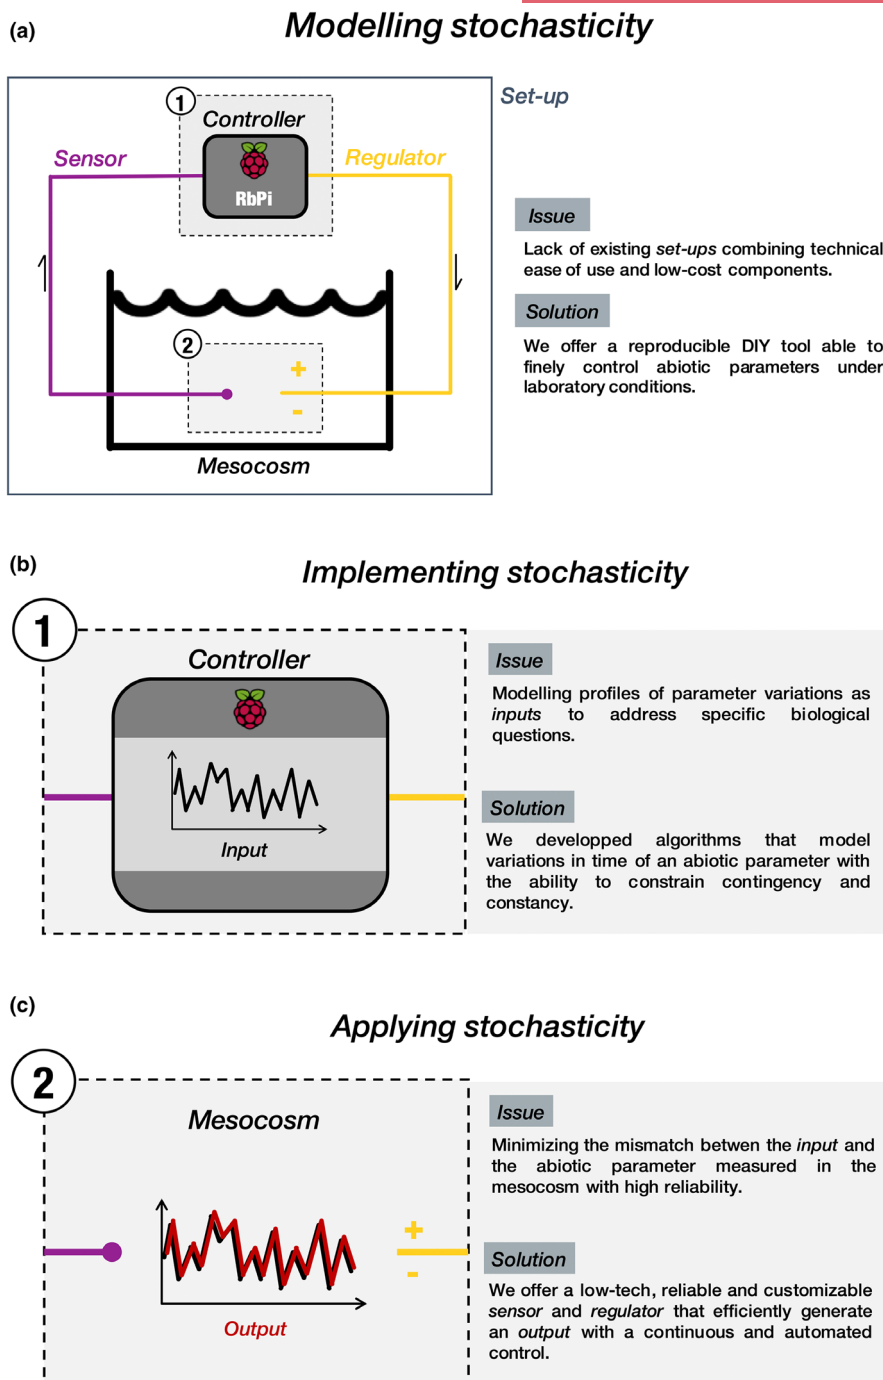 (a)
Modelling stochasticity
Set-up
1
Controller
Sensor
Regulator
RbPi
2
+
-
Mesocosm
Issue
Lack of existing set-ups combining technical
ease of use and low-cost components.
Solution
We offer a reproducible DIY tool able to
finely control abiotic parameters under
laboratory conditions.
(b)
Implementing stochasticity
1
Controller
Input
Issue
Modelling profiles of parameter variations as
inputs to address specific biological
questions.
Solution
We developped algorithms that model
variations in time of an abiotic parameter with
the ability to constrain contingency and
constancy.
(c)
Applying stochasticity
2
Mesocosm
+
-
Output
Issue
Minimizing the mismatch betwen the input and
the abiotic parameter measured in the
mesocosm with high reliability.
Solution
We offer a low-tech, reliable and customizable
sensor and regulator that efficiently generate
an output with a continuous and automated
control.